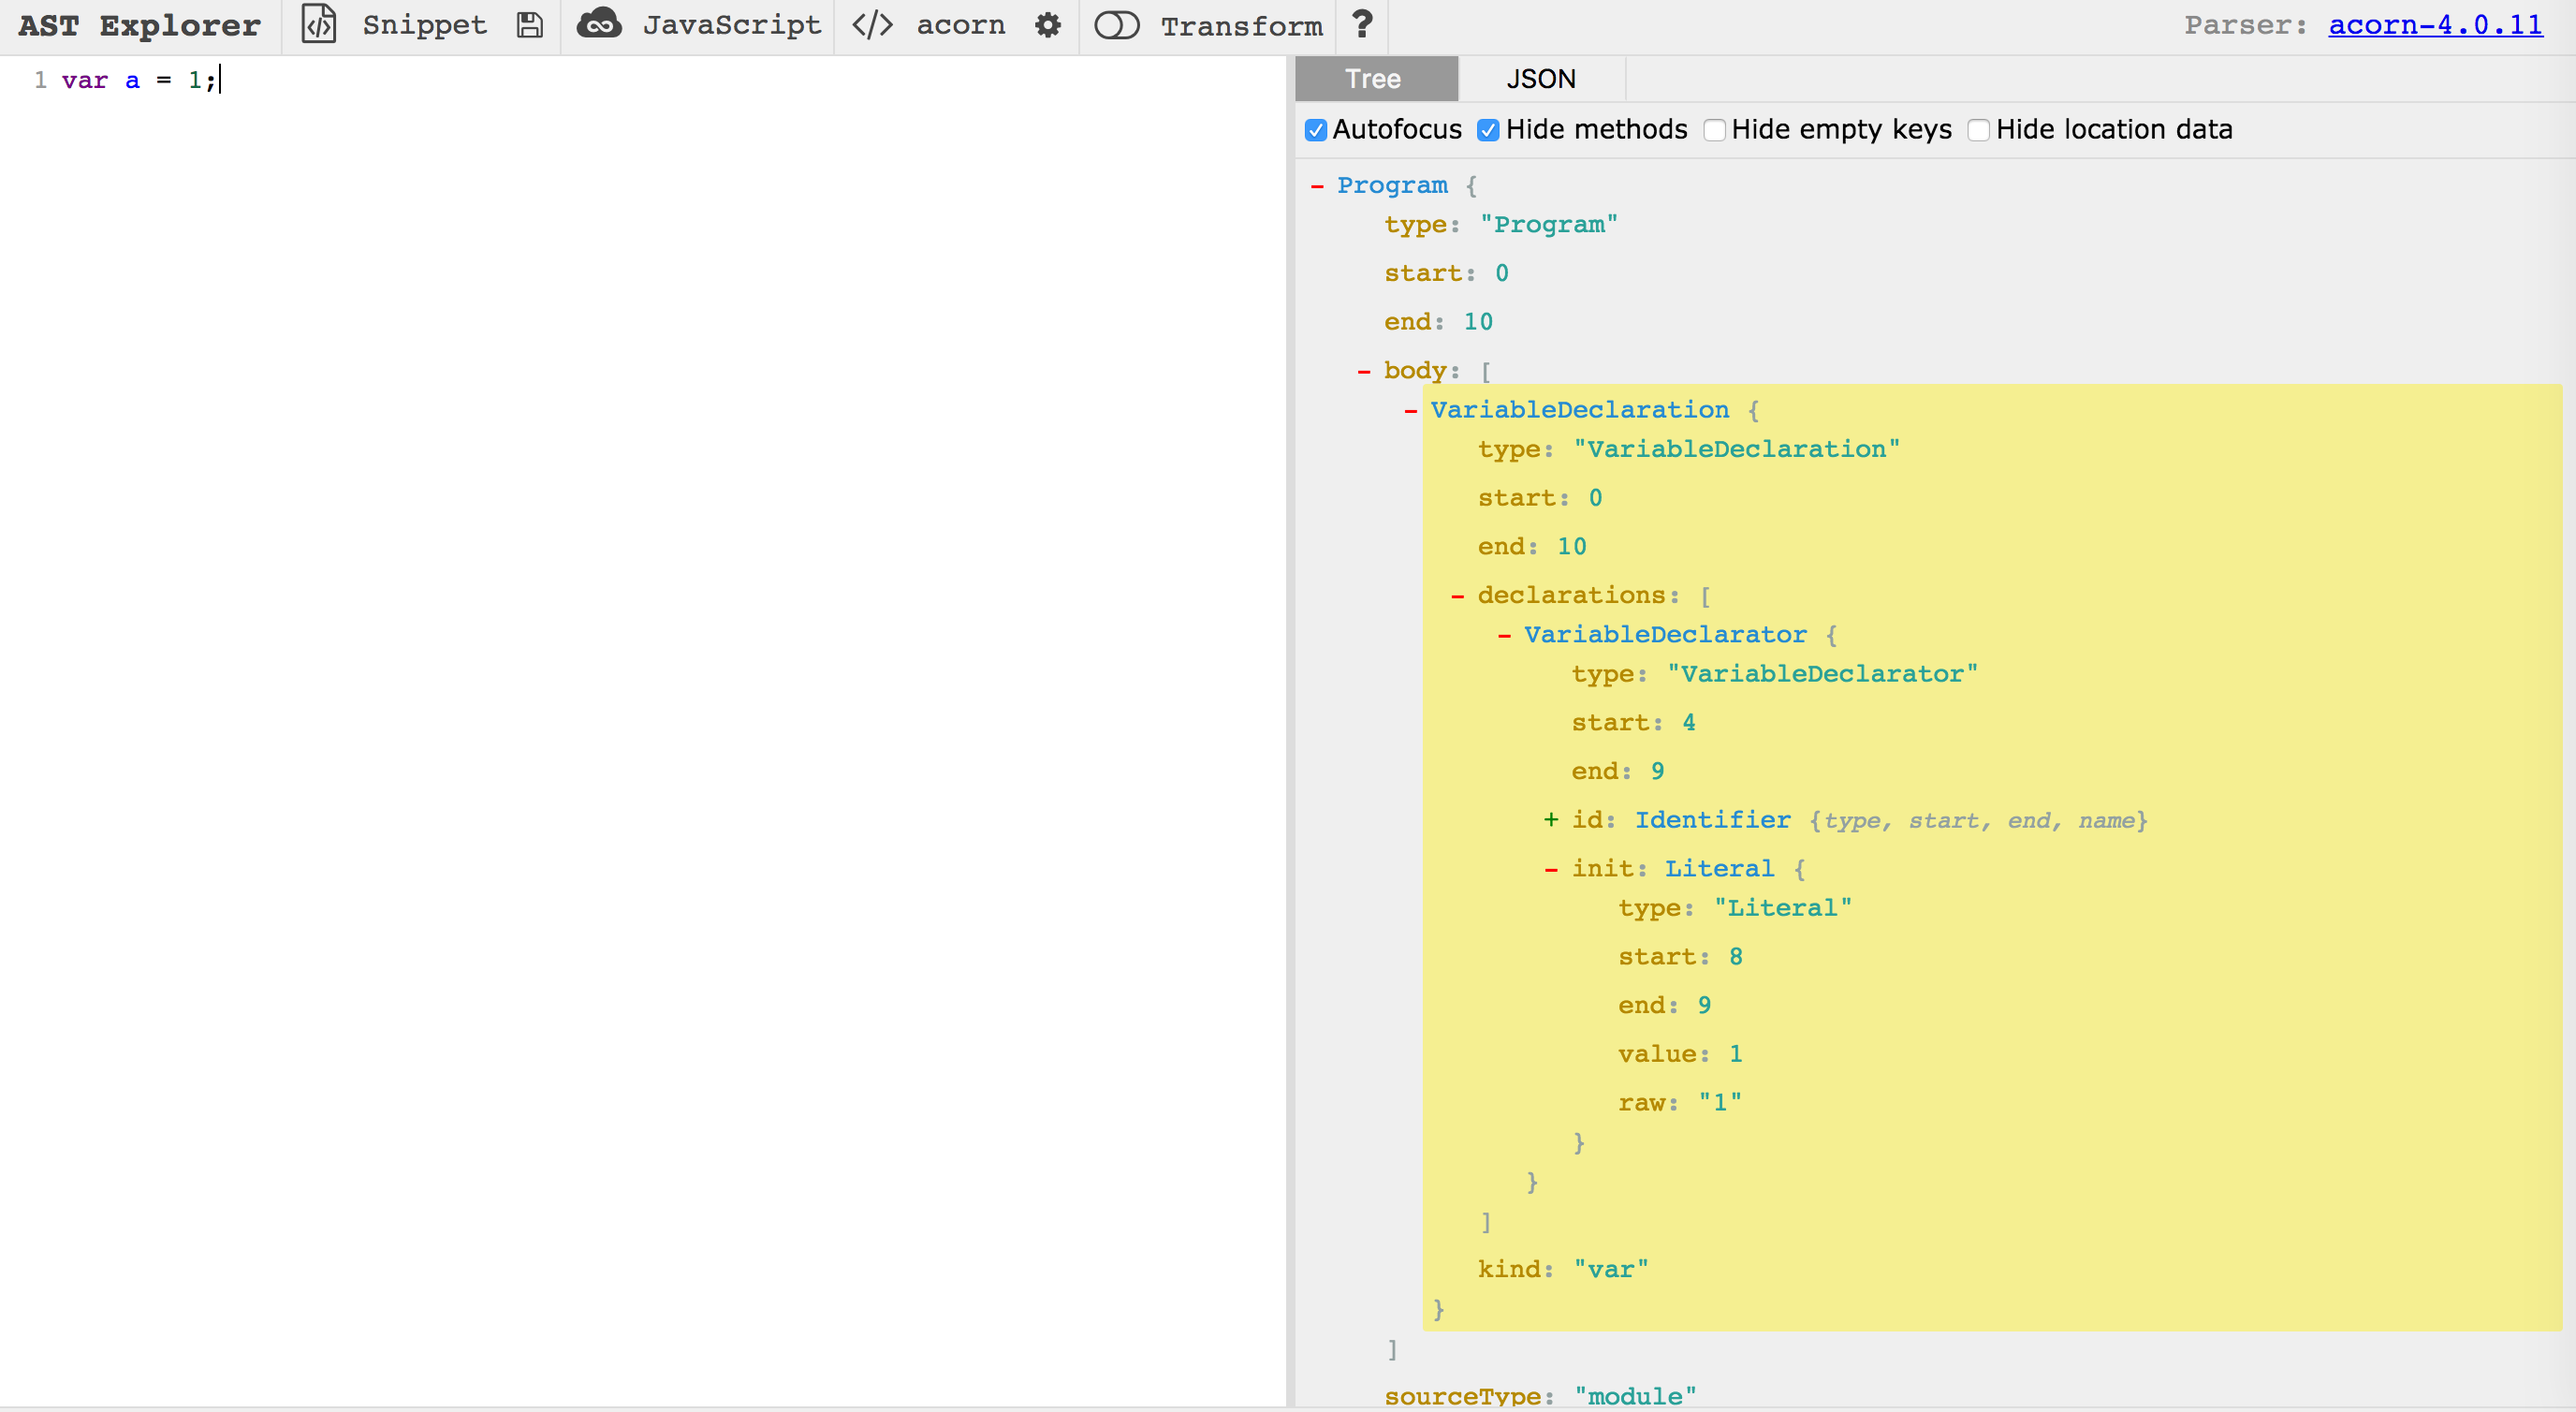 AST Explorer Snippet JavaScript </> acorn Transform ? Parser: acorn-4.0.11
1 var a = 1;
Tree JSON
Autofocus Hide methods Hide empty keys Hide location data
- Program {
type: "Program"
start: 0
end: 10
- body: [
- VariableDeclaration {
type: "VariableDeclaration"
start: 0
end: 10
- declarations: [
- VariableDeclarator {
type: "VariableDeclarator"
start: 4
end: 9
+ id: Identifier {type, start, end, name}
- init: Literal {
type: "Literal"
start: 8
end: 9
value: 1
raw: "1"
}
}
]
kind: "var"
}
]
sourceType: "module"